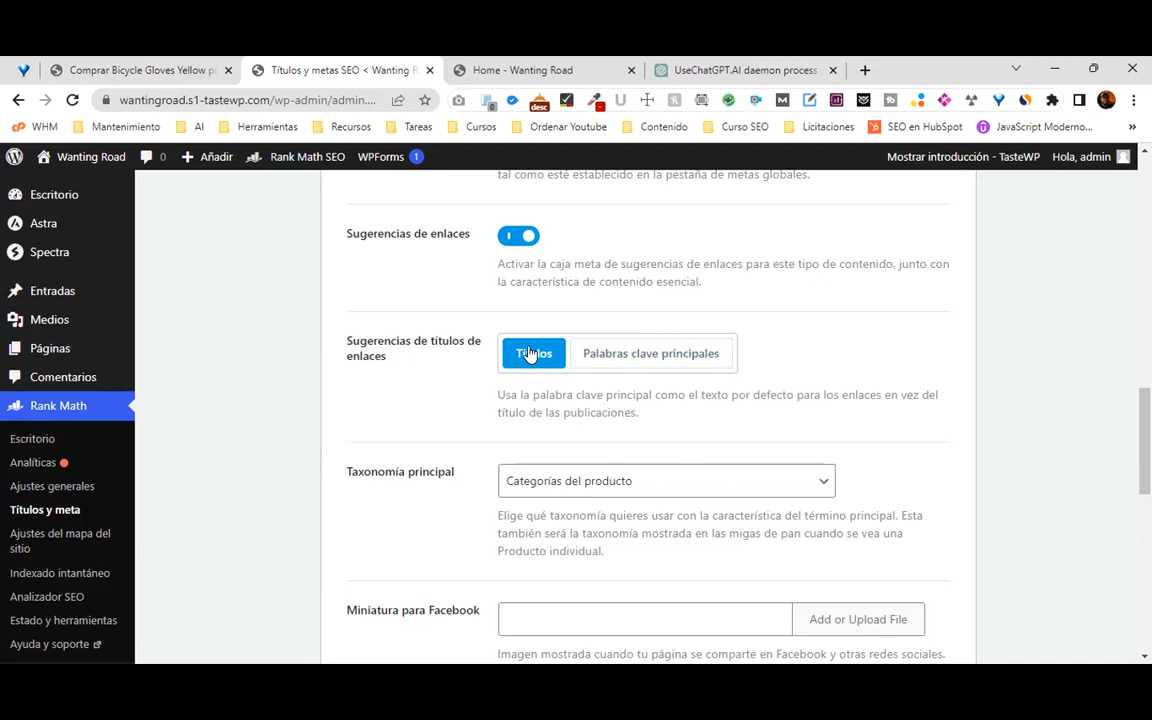 Comprar Bicycle Gloves Yellow p
Títulos y metas SEO < Wanting R
Home - Wanting Road
UseChatGPT.AI daemon process
wantingroad.s1-tastewp.com/wp-admin/admin....
0
desc
WHM
Mantenimiento
AI
Herramientas
Recursos
Tareas
Cursos
Ordenar Youtube
Contenido
Curso SEO
Licitaciones
SEO en HubSpot
JavaScript Moderno...
Wanting Road
0
Añadir
Rank Math SEO
WPForms 1
Mostrar introducción - TasteWP
Hola, admin
Escritorio
Astra
Spectra
Entradas
Medios
Páginas
Comentarios
Rank Math
Escritorio
Analíticas
Ajustes generales
Títulos y meta
Ajustes del mapa del
sitio
Indexado intantáneo
Analizador SEO
Estado y herramientas
Ayuda y soporte
tal como esté establecido en la pestaña de metas globales.
Sugerencias de enlaces
Activar la caja meta de sugerencias de enlaces para este tipo de contenido, junto con
la característica de contenido esencial.
Sugerencias de títulos de
enlaces
Títulos
Palabras clave principales
Usa la palabra clave principal como el texto por defecto para los enlaces en vez del
título de las publicaciones.
Taxonomía principal
Categorías del producto
Elige qué taxonomía quieres usar con la característica del término principal. Esta
también será la taxonomía mostrada en las migas de pan cuando se vea una
Producto individual.
Miniatura para Facebook
Add or Upload File
Imagen mostrada cuando tu página se comparte en Facebook y otras redes sociales.